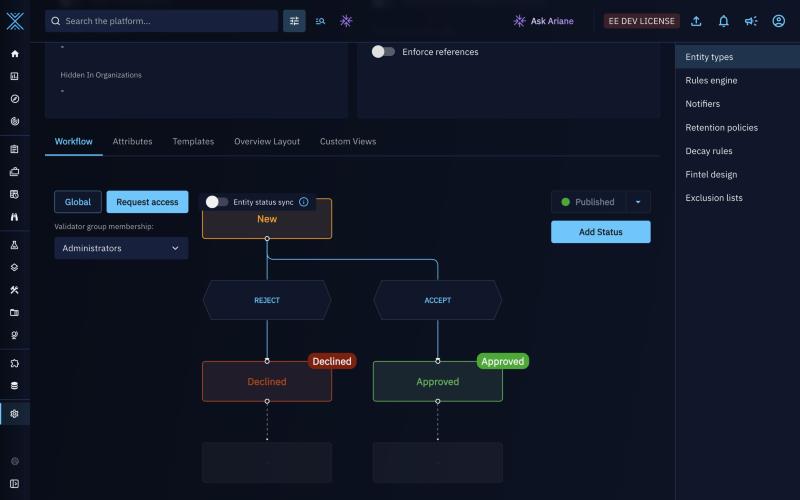 Search the platform...
Ask Ariane
EE DEV LICENSE
-
Hidden In Organizations
-
Enforce references
Entity types
Rules engine
Notifiers
Retention policies
Decay rules
Fintel design
Exclusion lists
Workflow
Attributes
Templates
Overview Layout
Custom Views
Global
Request access
Entity status sync
Validator group membership:
Administrators
Published
Add Status
New
REJECT
ACCEPT
Declined
Declined
Approved
Approved